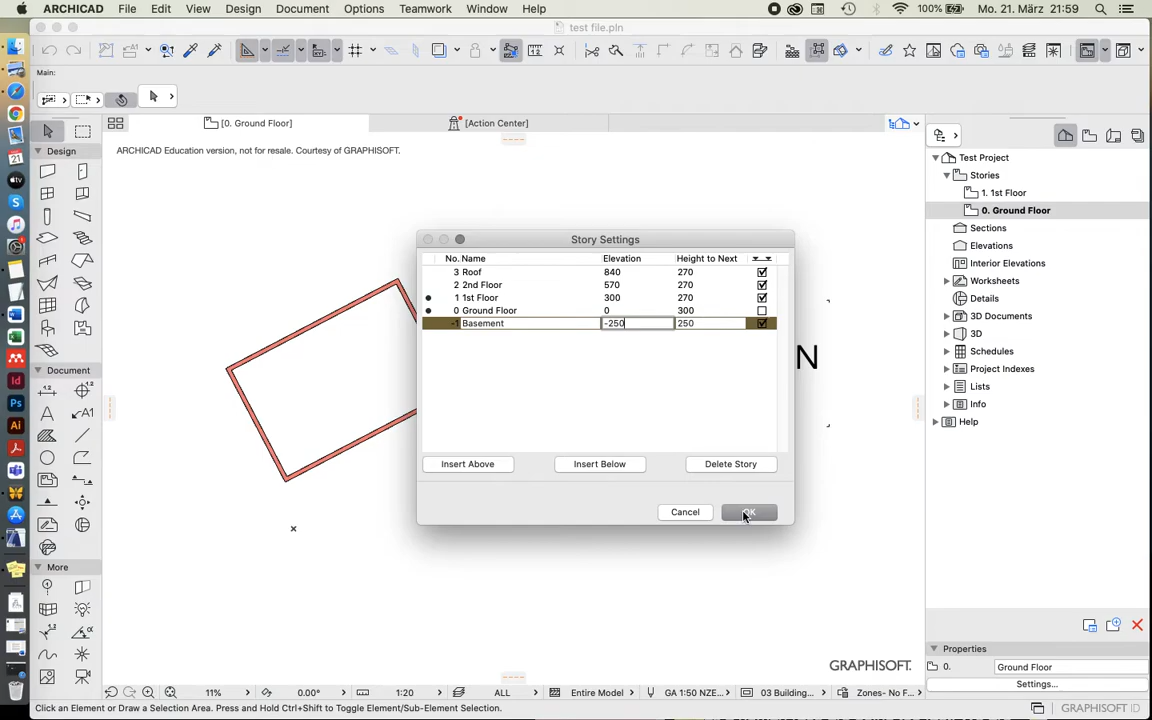 ARCHICAD File Edit View Design Document Options Teamwork Window Help
100% Mo. 21. März 21:59
test file.pln
Main:
[0. Ground Floor]
[Action Center]
ARCHICAD Education version, not for resale. Courtesy of GRAPHISOFT.
Design
Document
More
Story Settings
No. Name Elevation Height to Next
3 Roof 840 270
2 2nd Floor 570 270
1 1st Floor 300 270
0 Ground Floor 0 300
-1 Basement -250 250
Insert Above Insert Below Delete Story
Cancel OK
N
Test Project
Stories
1. 1st Floor
0. Ground Floor
Sections
Elevations
Interior Elevations
Worksheets
Details
3D Documents
3D
Schedules
Project Indexes
Lists
Info
Help
Properties
0. Ground Floor
Settings...
GRAPHISOFT.
11% 0.00° 1:20 ALL Entire Model GA 1:50 NZE... 03 Building... Zones- No F...
Click an Element or Draw a Selection Area. Press and Hold Ctrl+Shift to Toggle Element/Sub-Element Selection.
GRAPHISOFT ID